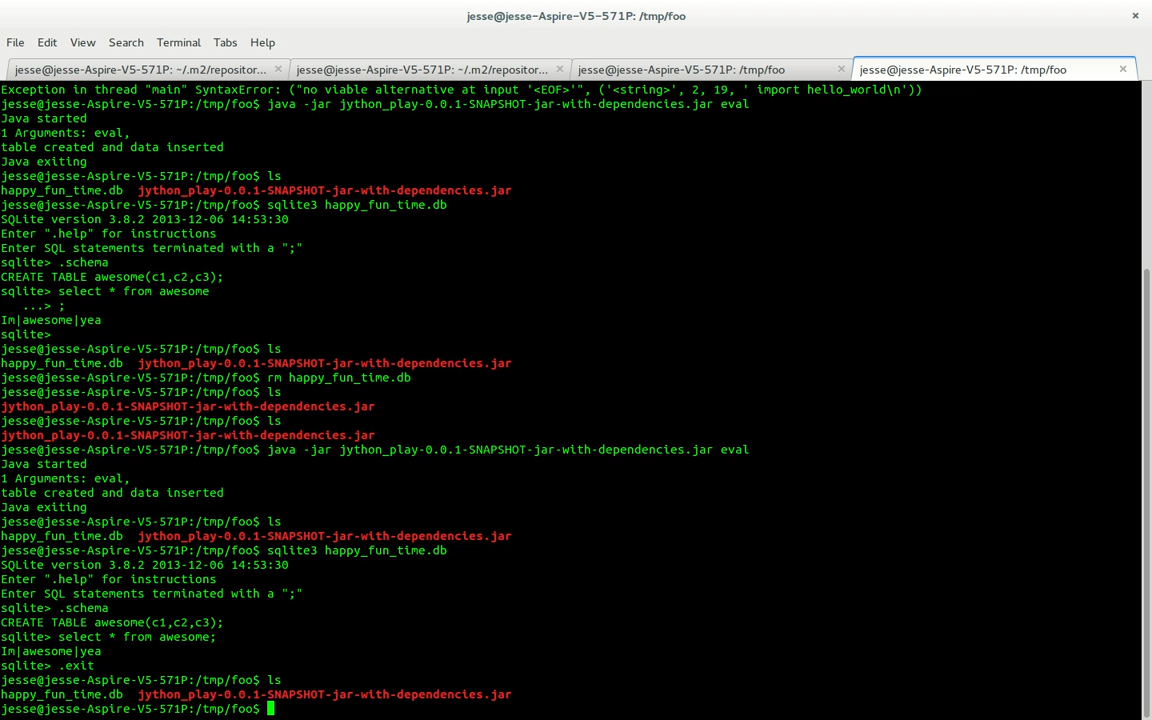 jesse@jesse-Aspire-V5-571P: /tmp/foo
File Edit View Search Terminal Tabs Help
jesse@jesse-Aspire-V5-571P: ~/.m2/repositor... jesse@jesse-Aspire-V5-571P: ~/.m2/repositor... jesse@jesse-Aspire-V5-571P: /tmp/foo jesse@jesse-Aspire-V5-571P: /tmp/foo
Exception in thread "main" SyntaxError: ("no viable alternative at input '<EOF>'", ('<string>', 2, 19, ' import hello_world\n'))
jesse@jesse-Aspire-V5-571P:/tmp/foo$ java -jar jython_play-0.0.1-SNAPSHOT-jar-with-dependencies.jar eval
Java started
1 Arguments: eval,
table created and data inserted
Java exiting
jesse@jesse-Aspire-V5-571P:/tmp/foo$ ls
happy_fun_time.db  jython_play-0.0.1-SNAPSHOT-jar-with-dependencies.jar
jesse@jesse-Aspire-V5-571P:/tmp/foo$ sqlite3 happy_fun_time.db
SQLite version 3.8.2 2013-12-06 14:53:30
Enter ".help" for instructions
Enter SQL statements terminated with a ";"
sqlite> .schema
CREATE TABLE awesome(c1,c2,c3);
sqlite> select * from awesome
   ...> ;
Im|awesome|yea
sqlite>
jesse@jesse-Aspire-V5-571P:/tmp/foo$ ls
happy_fun_time.db  jython_play-0.0.1-SNAPSHOT-jar-with-dependencies.jar
jesse@jesse-Aspire-V5-571P:/tmp/foo$ rm happy_fun_time.db
jesse@jesse-Aspire-V5-571P:/tmp/foo$ ls
jython_play-0.0.1-SNAPSHOT-jar-with-dependencies.jar
jesse@jesse-Aspire-V5-571P:/tmp/foo$ ls
jython_play-0.0.1-SNAPSHOT-jar-with-dependencies.jar
jesse@jesse-Aspire-V5-571P:/tmp/foo$ java -jar jython_play-0.0.1-SNAPSHOT-jar-with-dependencies.jar eval
Java started
1 Arguments: eval,
table created and data inserted
Java exiting
jesse@jesse-Aspire-V5-571P:/tmp/foo$ ls
happy_fun_time.db  jython_play-0.0.1-SNAPSHOT-jar-with-dependencies.jar
jesse@jesse-Aspire-V5-571P:/tmp/foo$ sqlite3 happy_fun_time.db
SQLite version 3.8.2 2013-12-06 14:53:30
Enter ".help" for instructions
Enter SQL statements terminated with a ";"
sqlite> .schema
CREATE TABLE awesome(c1,c2,c3);
sqlite> select * from awesome;
Im|awesome|yea
sqlite> .exit
jesse@jesse-Aspire-V5-571P:/tmp/foo$ ls
happy_fun_time.db  jython_play-0.0.1-SNAPSHOT-jar-with-dependencies.jar
jesse@jesse-Aspire-V5-571P:/tmp/foo$